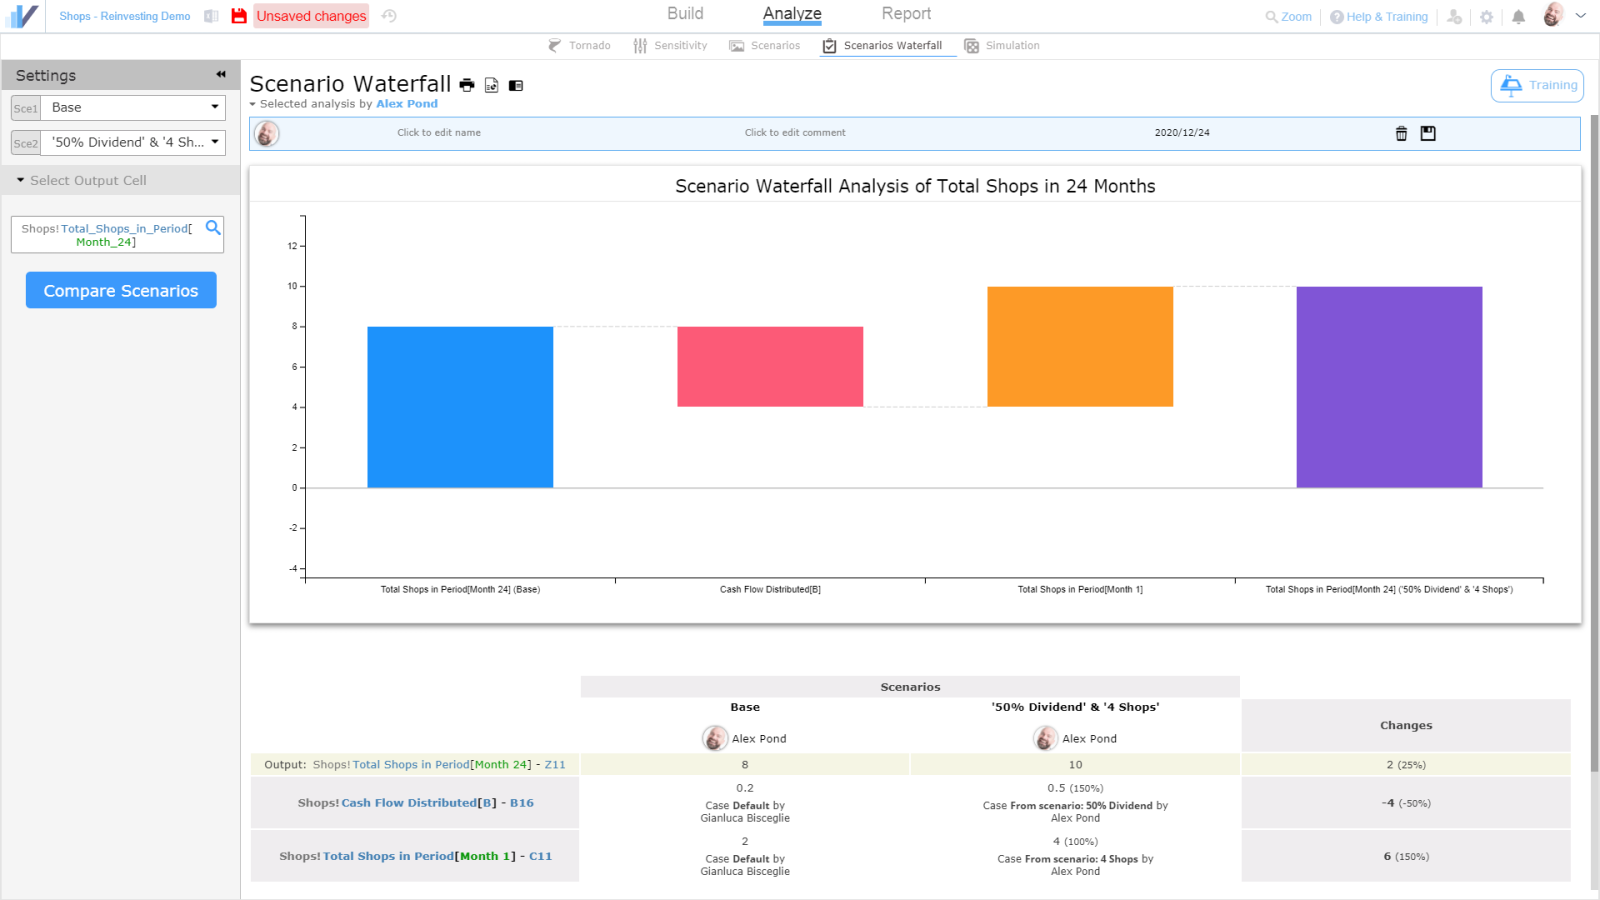 Shops - Reinvesting Demo
Unsaved changes
Build
Analyze
Report
Zoom
Help & Training
Tornado
Sensitivity
Scenarios
Scenarios Waterfall
Simulation
Settings
Sce1
Base
Sce2
'50% Dividend' & '4 Sh...
Select Output Cell
Shops!Total_Shops_in_Period[
Month_24]
Compare Scenarios
Scenario Waterfall
Training
Selected analysis by Alex Pond
Click to edit name
Click to edit comment
2020/12/24
Scenario Waterfall Analysis of Total Shops in 24 Months
12
10
8
6
4
2
0
-2
-4
Total Shops in Period[Month 24] (Base)
Cash Flow Distributed[B]
Total Shops in Period[Month 1]
Total Shops in Period[Month 24] ('50% Dividend' & '4 Shops')
Scenarios
Base
'50% Dividend' & '4 Shops'
Changes
Alex Pond
Alex Pond
Output: Shops!Total Shops in Period[Month 24] - Z11
8
10
2 (25%)
Shops!Cash Flow Distributed[B] - B16
0.2
Case Default by
Gianluca Bisceglie
0.5 (150%)
Case From scenario: 50% Dividend by
Alex Pond
-4 (-50%)
Shops!Total Shops in Period[Month 1] - C11
2
Case Default by
Gianluca Bisceglie
4 (100%)
Case From scenario: 4 Shops by
Alex Pond
6 (150%)